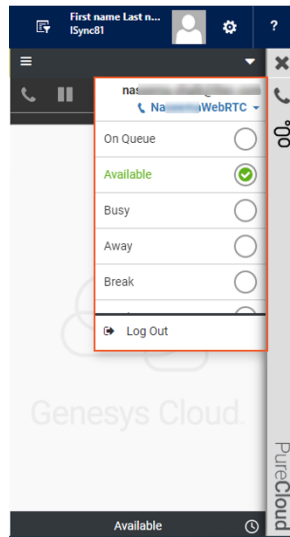 First name Last n...
ISync81
?
On Queue
Available
Busy
Away
Break
Log Out
Genesys Cloud.
PureCloud
Available